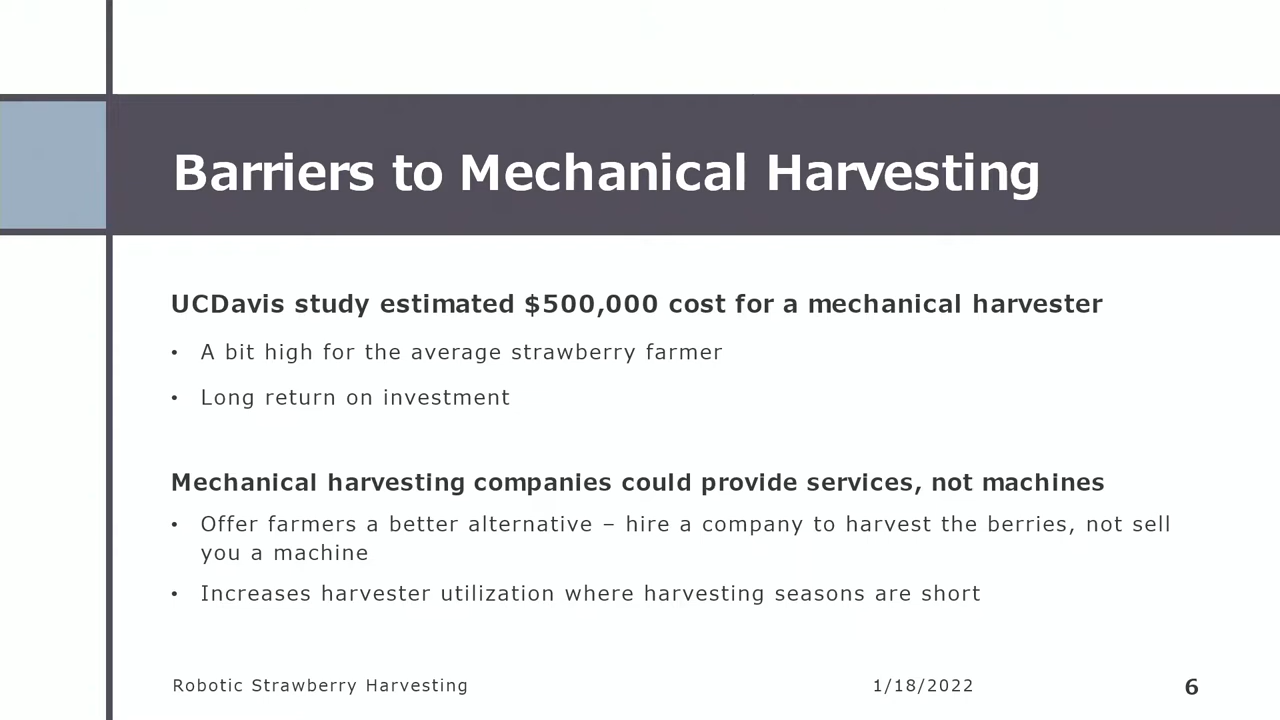 Barriers to Mechanical Harvesting
UCDavis study estimated $500,000 cost for a mechanical harvester
• A bit high for the average strawberry farmer
• Long return on investment
Mechanical harvesting companies could provide services, not machines
• Offer farmers a better alternative – hire a company to harvest the berries, not sell
you a machine
• Increases harvester utilization where harvesting seasons are short
Robotic Strawberry Harvesting 1/18/2022 6